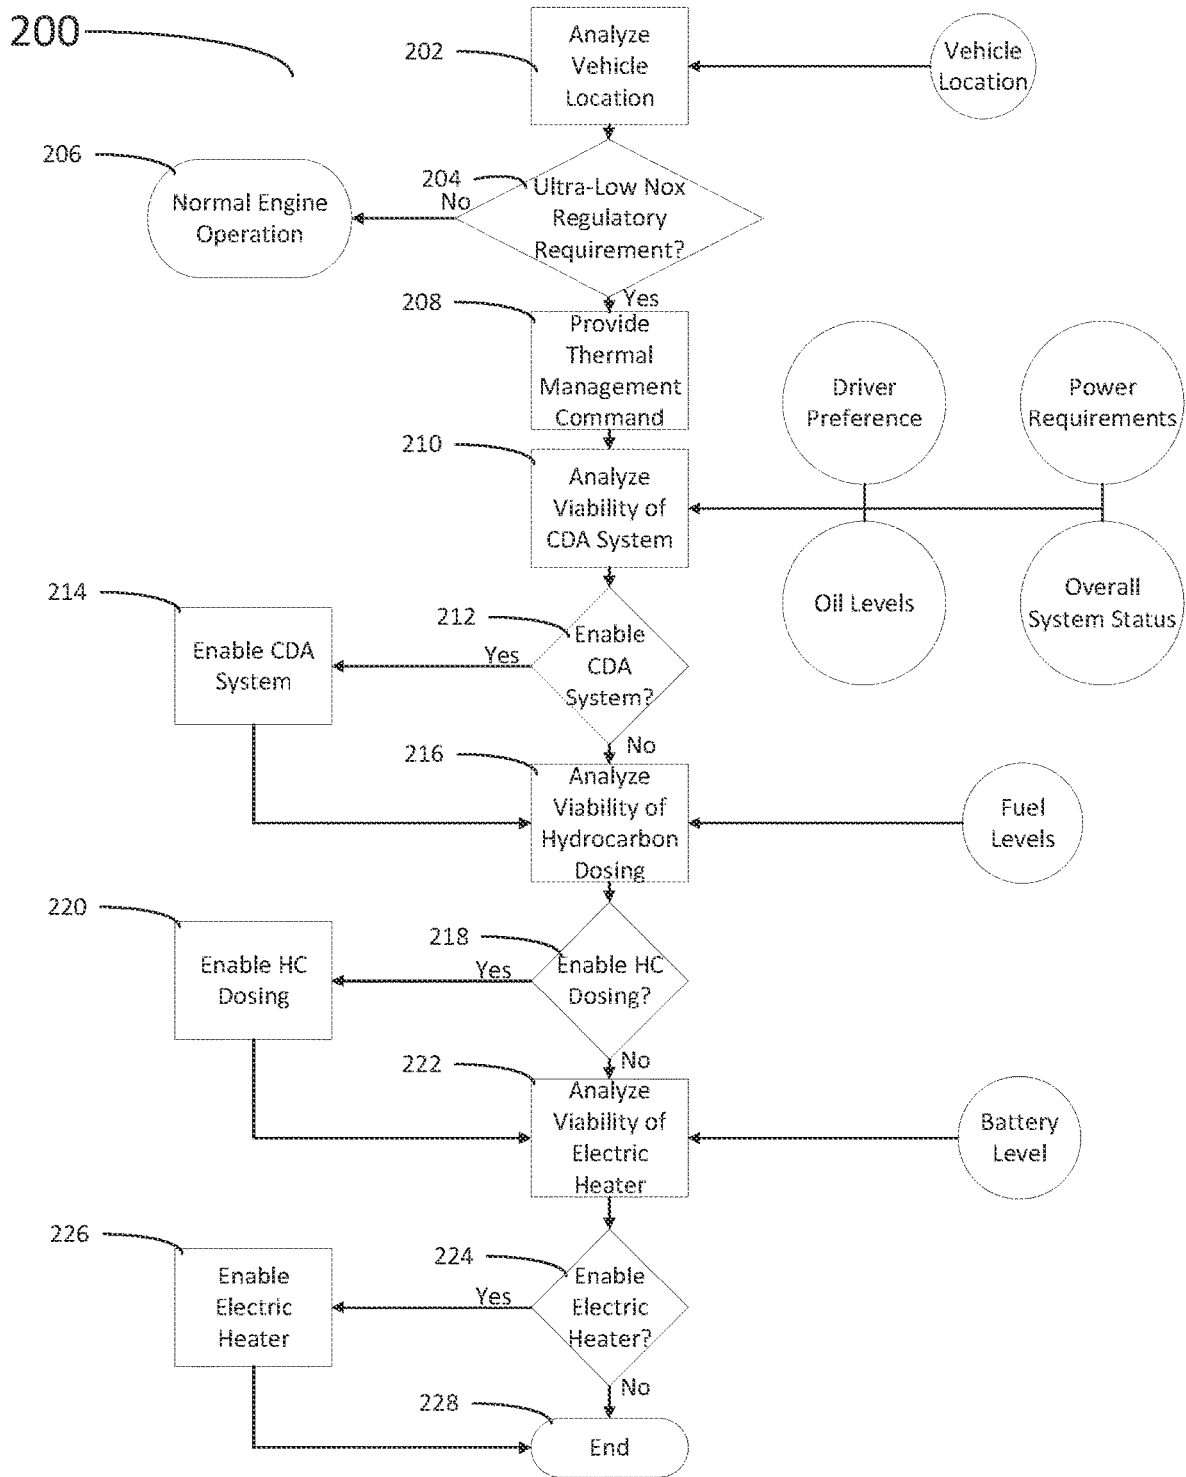 200
202
Analyze
Vehicle
Location
Vehicle
Location
206
Normal Engine
Operation
204
No
Ultra-Low Nox
Regulatory
Requirement?
Yes
208
Provide
Thermal
Management
Command
Driver
Preference
Power
Requirements
210
Analyze
Viability of
CDA System
Oil Levels
Overall
System Status
214
Enable CDA
System
212
Yes
Enable
CDA
System?
No
216
Analyze
Viability of
Hydrocarbon
Dosing
Fuel
Levels
220
Enable HC
Dosing
218
Yes
Enable HC
Dosing?
No
222
Analyze
Viability of
Electric
Heater
Battery
Level
226
Enable
Electric
Heater
224
Yes
Enable
Electric
Heater?
No
228
End